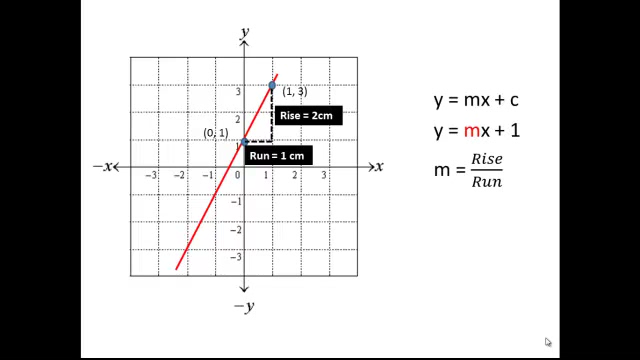 y
3
(1, 3)
2
Rise = 2cm
(0, 1)
1
Run = 1 cm
−x
x
−3 −2 −1 0 1 2 3
−1
−2
−3
−y
y = mx + c
y = mx + 1
m = Rise
Run